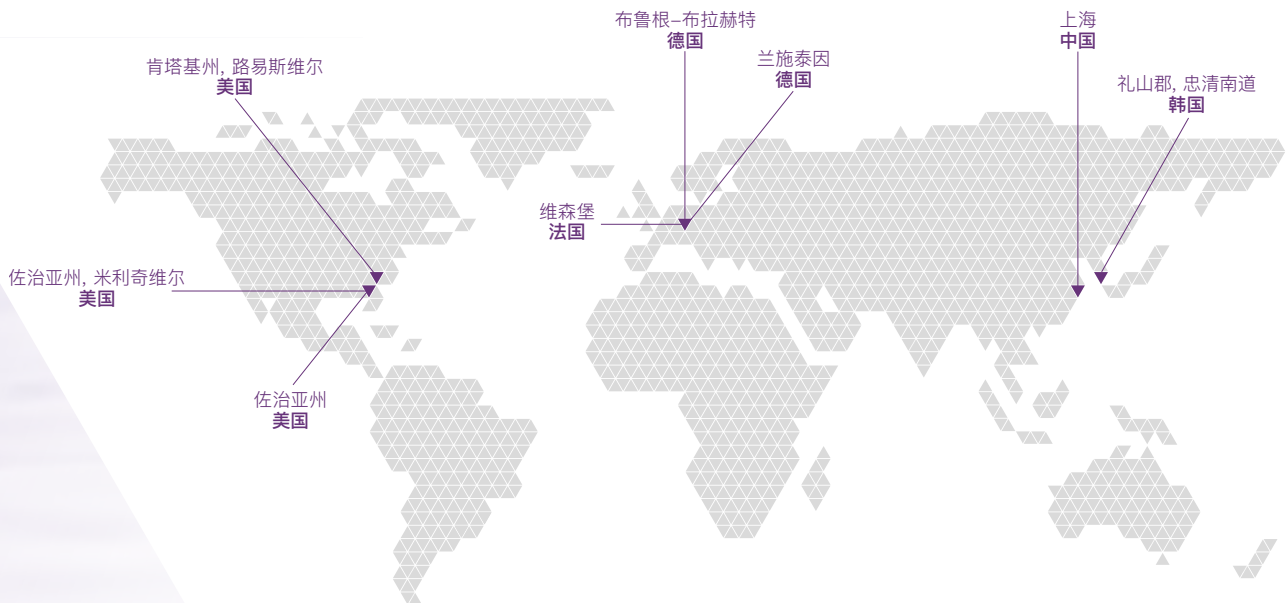 布鲁根–布拉赫特
德国
上海
中国
兰施泰因
德国
肯塔基州, 路易斯维尔
美国
礼山郡, 忠清南道
韩国
维森堡
法国
佐治亚州, 米利奇维尔
美国
佐治亚州
美国